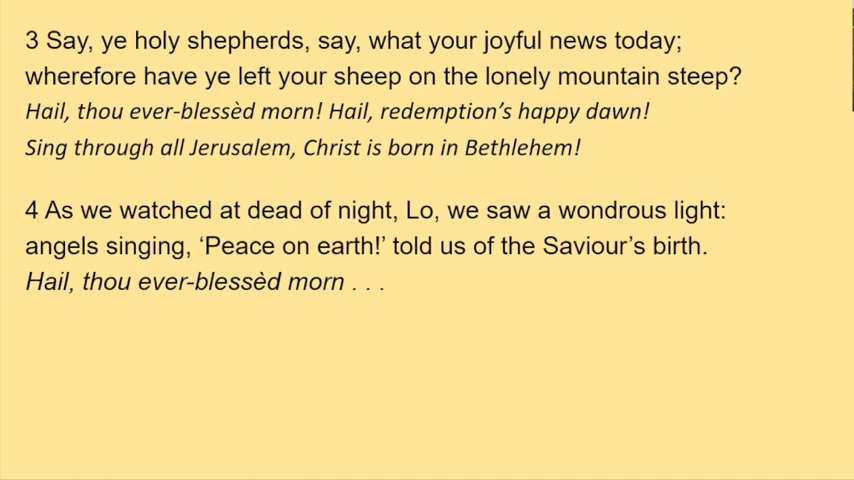 3 Say, ye holy shepherds, say, what your joyful news today;
wherefore have ye left your sheep on the lonely mountain steep?
Hail, thou ever-blessèd morn! Hail, redemption’s happy dawn!
Sing through all Jerusalem, Christ is born in Bethlehem!
4 As we watched at dead of night, Lo, we saw a wondrous light:
angels singing, ‘Peace on earth!’ told us of the Saviour’s birth.
Hail, thou ever-blessèd morn . . .